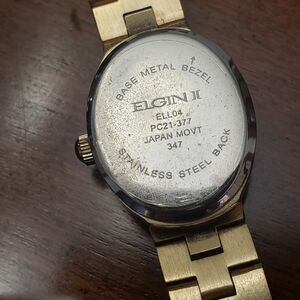 BASE METAL BEZEL
ELGIN II
ELL04
PC21-377
JAPAN MOVT
347
STAINLESS STEEL BACK